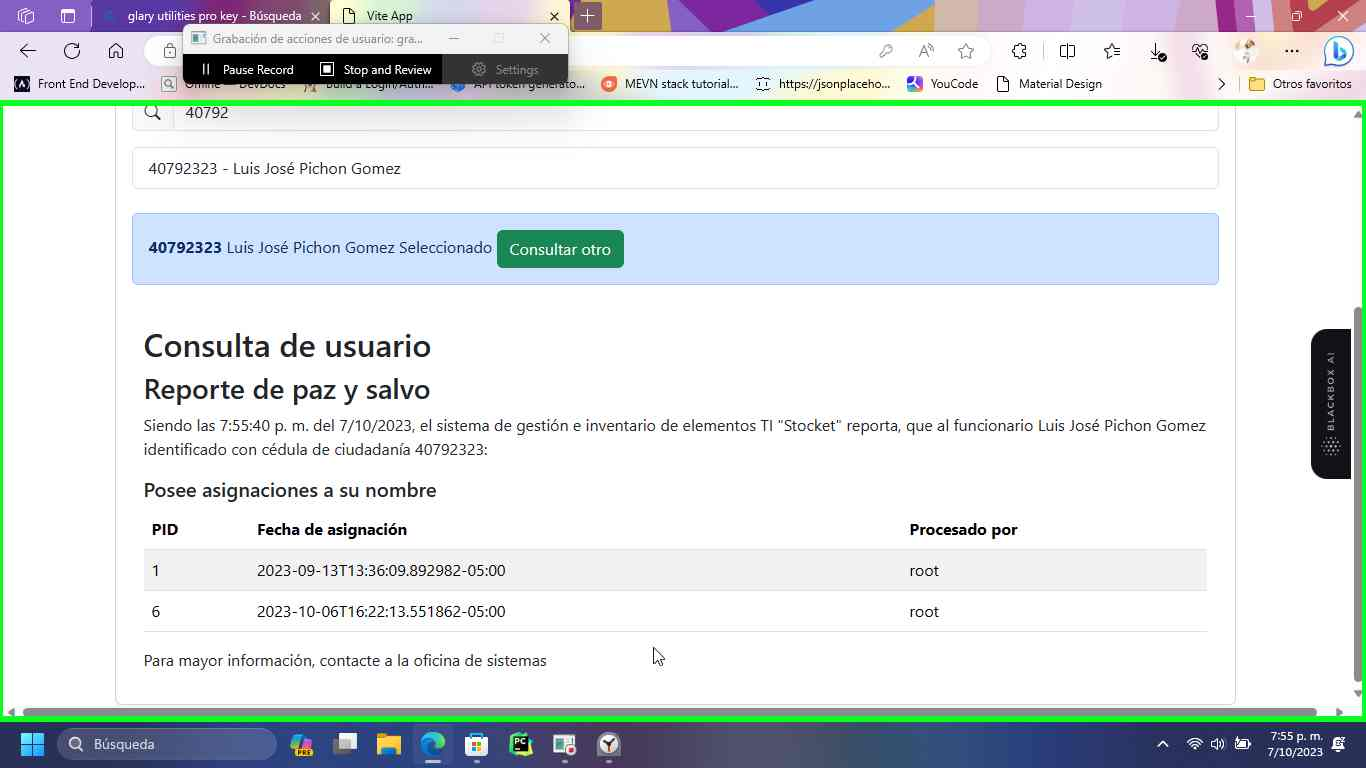 glary utilities pro key - Búsqueda
Vite App
Grabación de acciones de usuario: gra...
Pause Record
Stop and Review
Settings
Front End Develop...
MEVN stack tutorial...
https://jsonplaceho...
YouCode
Material Design
Otros favoritos
40792
40792323 - Luis José Pichon Gomez
40792323 Luis José Pichon Gomez Seleccionado Consultar otro
Consulta de usuario
Reporte de paz y salvo
Siendo las 7:55:40 p. m. del 7/10/2023, el sistema de gestión e inventario de elementos TI "Stocket" reporta, que al funcionario Luis José Pichon Gomez
identificado con cédula de ciudadanía 40792323:
Posee asignaciones a su nombre
PID Fecha de asignación Procesado por
1 2023-09-13T13:36:09.892982-05:00 root
6 2023-10-06T16:22:13.551862-05:00 root
Para mayor información, contacte a la oficina de sistemas
BLACKBOX AI
Búsqueda
PRE
PC
7:55 p. m.
7/10/2023